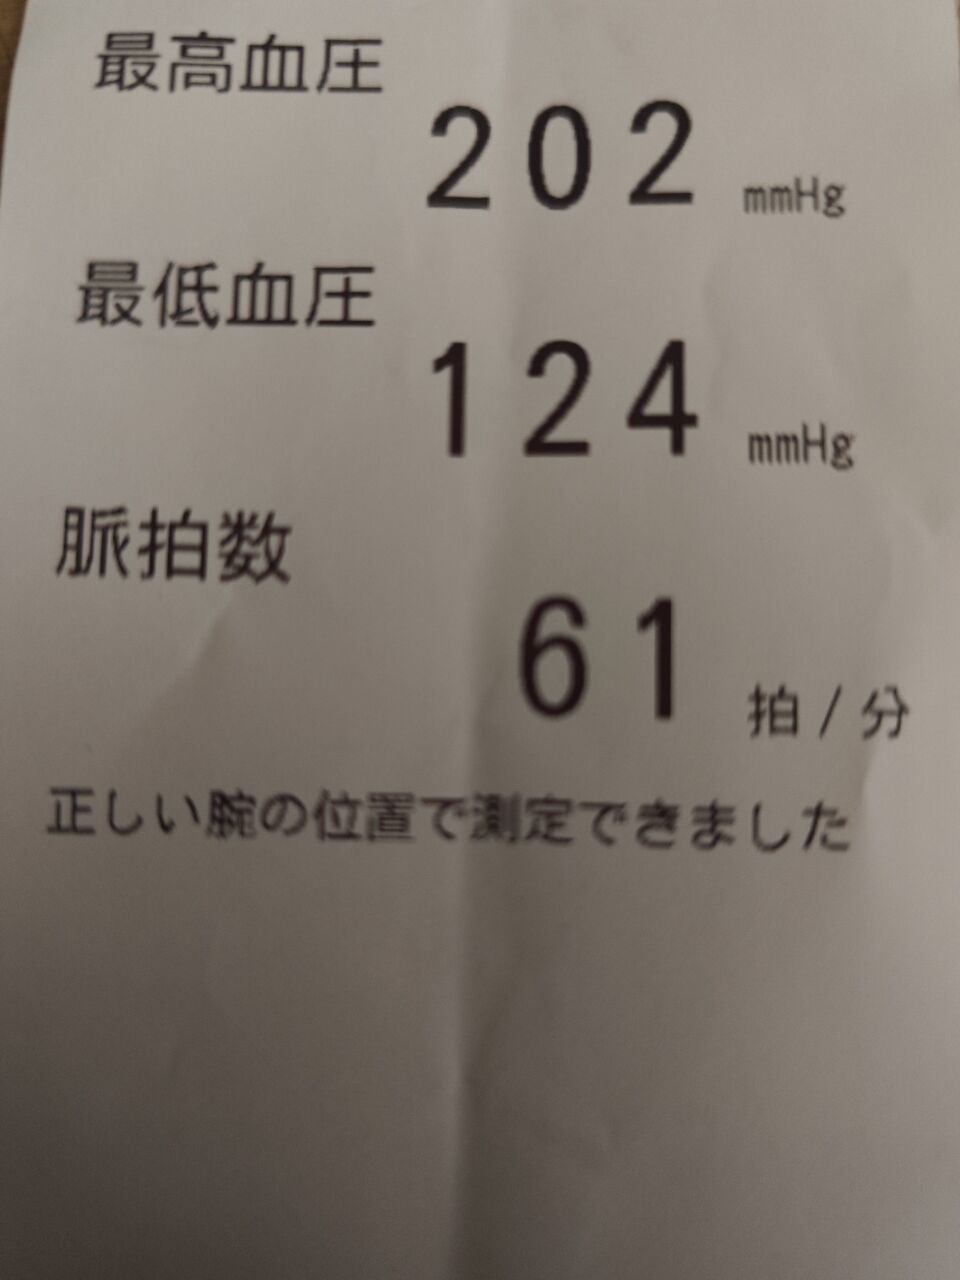 最高血圧
202 mmHg
最低血圧
124 mmHg
脈拍数
61 拍/分
正しい腕の位置で測定できました